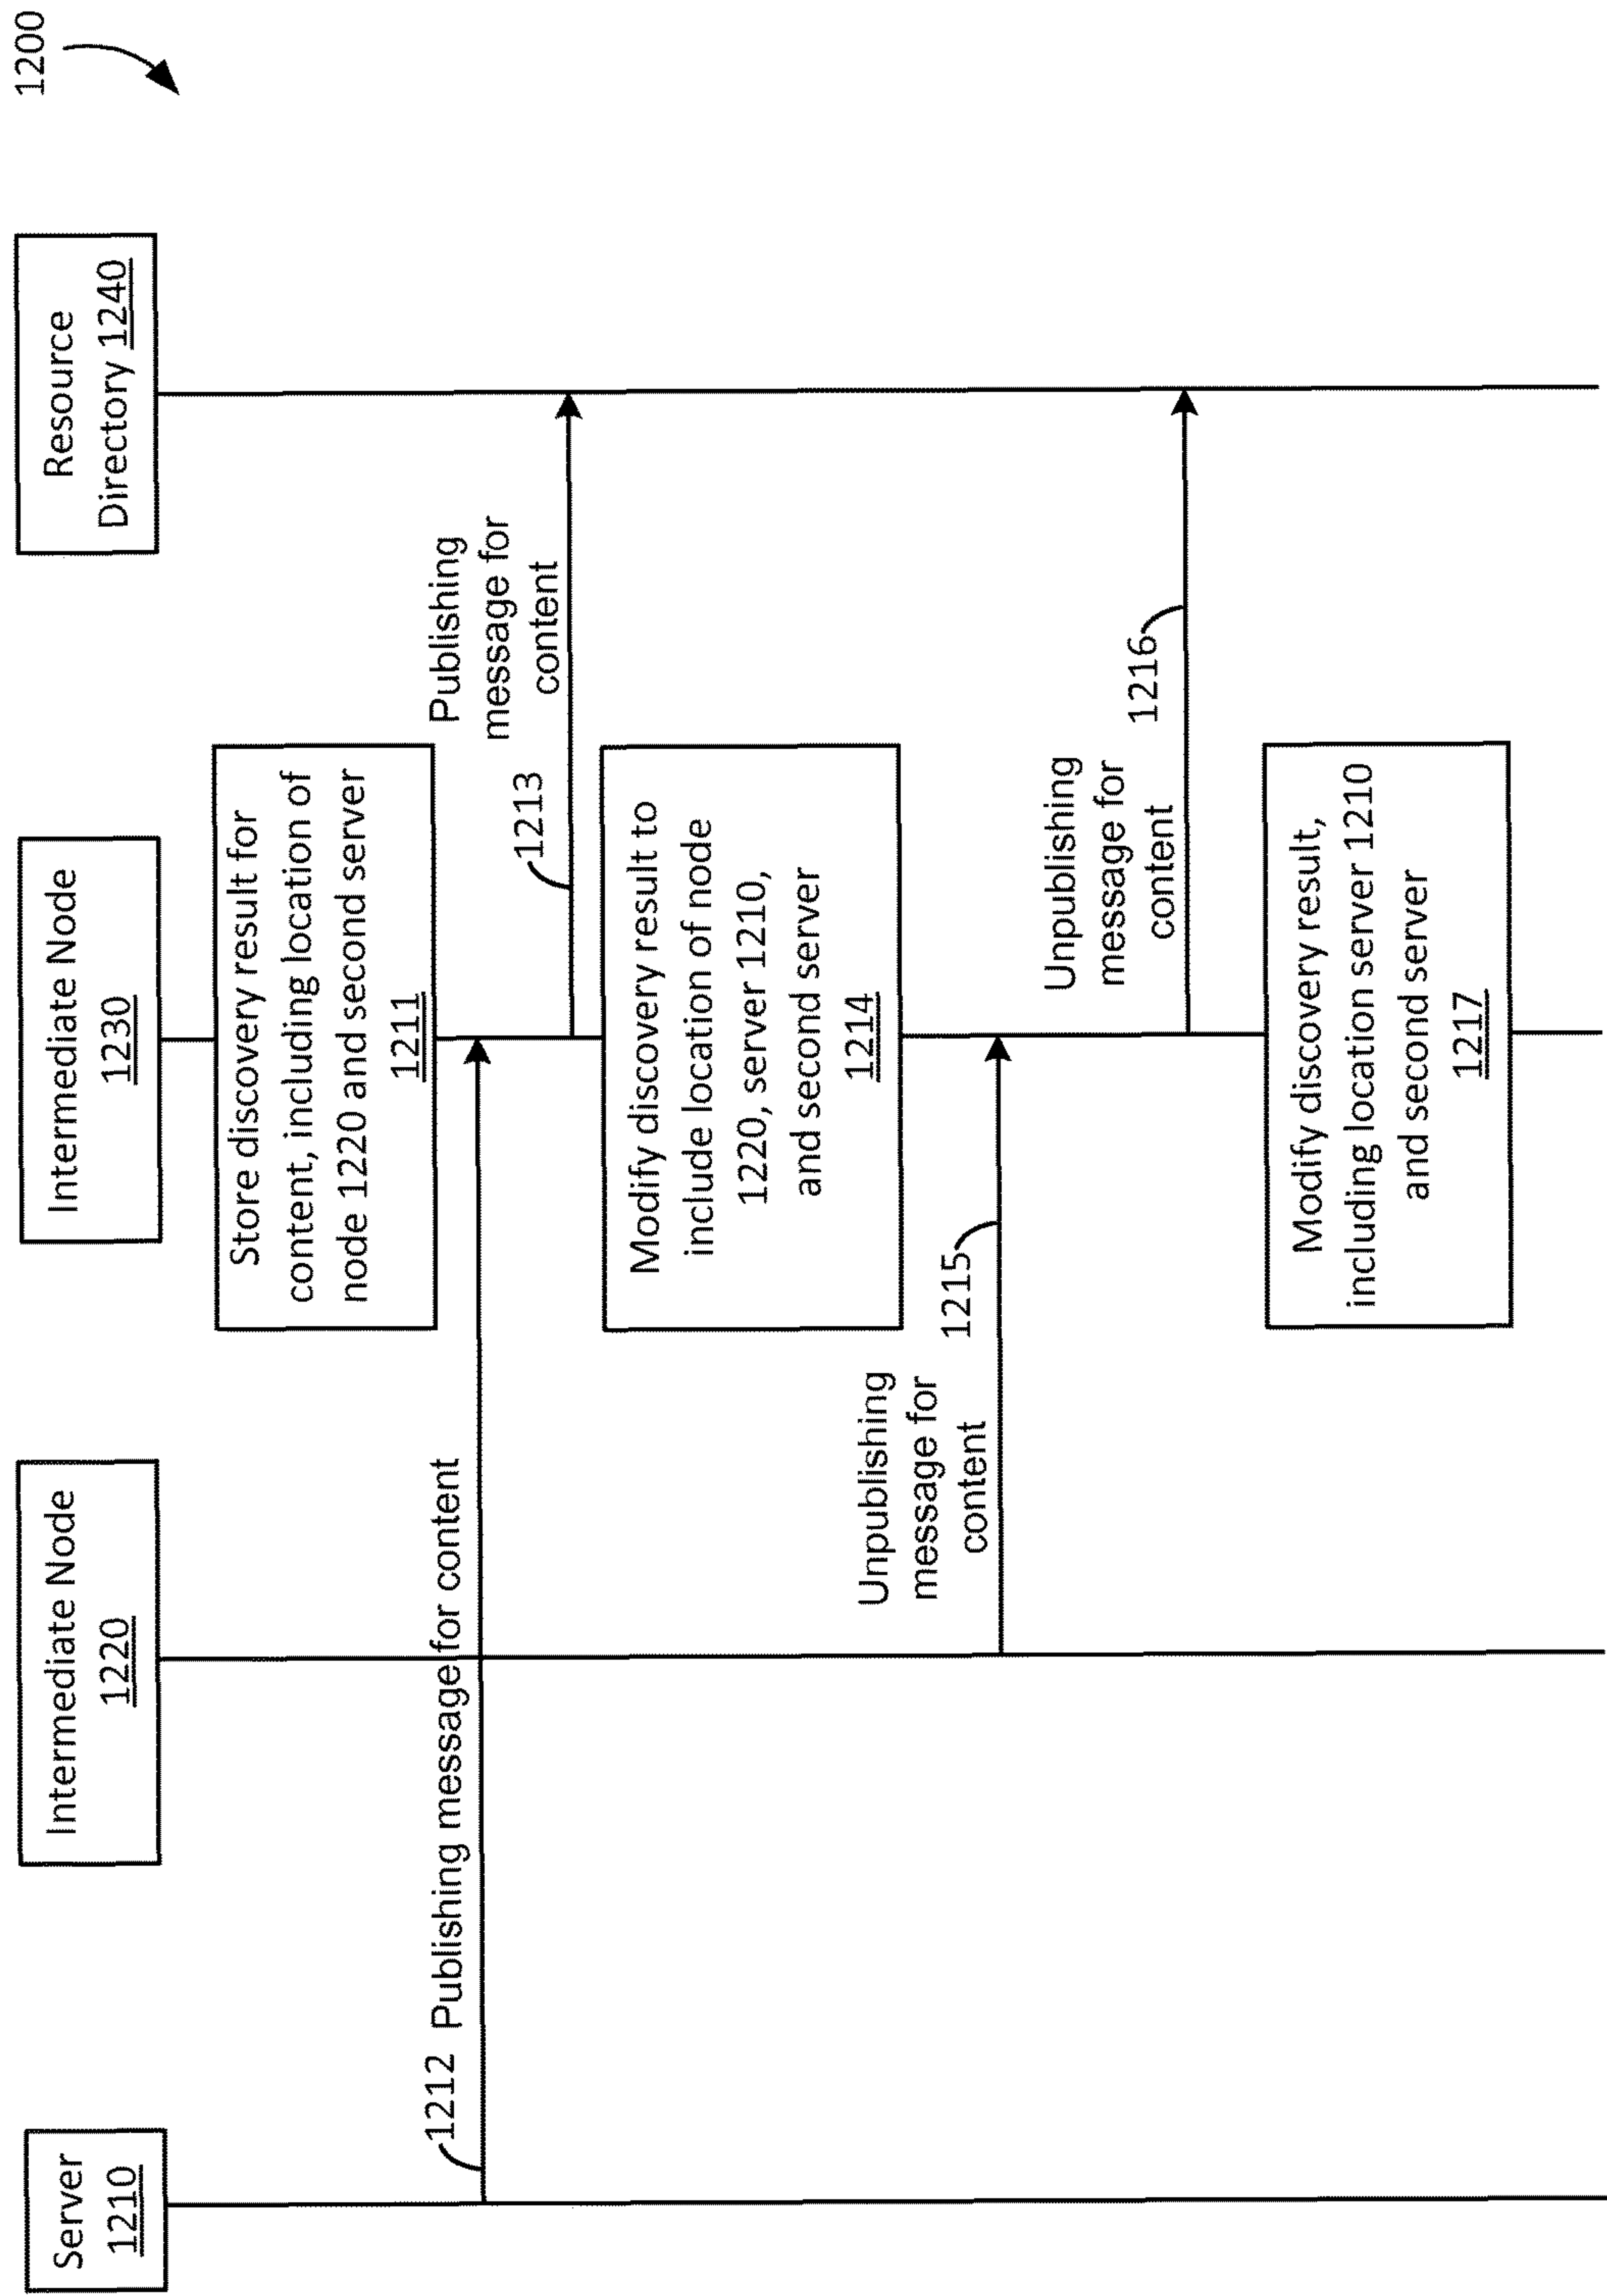 1200
Server
1210
Intermediate Node
1220
Intermediate Node
1230
Resource
Directory 1240
Store discovery result for
content, including location of
node 1220 and second server
1211
1212 Publishing message for content
Publishing
message for
content
1213
Modify discovery result to
include location of node
1220, server 1210,
and second server
1214
Unpublishing
message for
content
1215
Unpublishing
message for
content
1216
Modify discovery result,
including location server 1210
and second server
1217